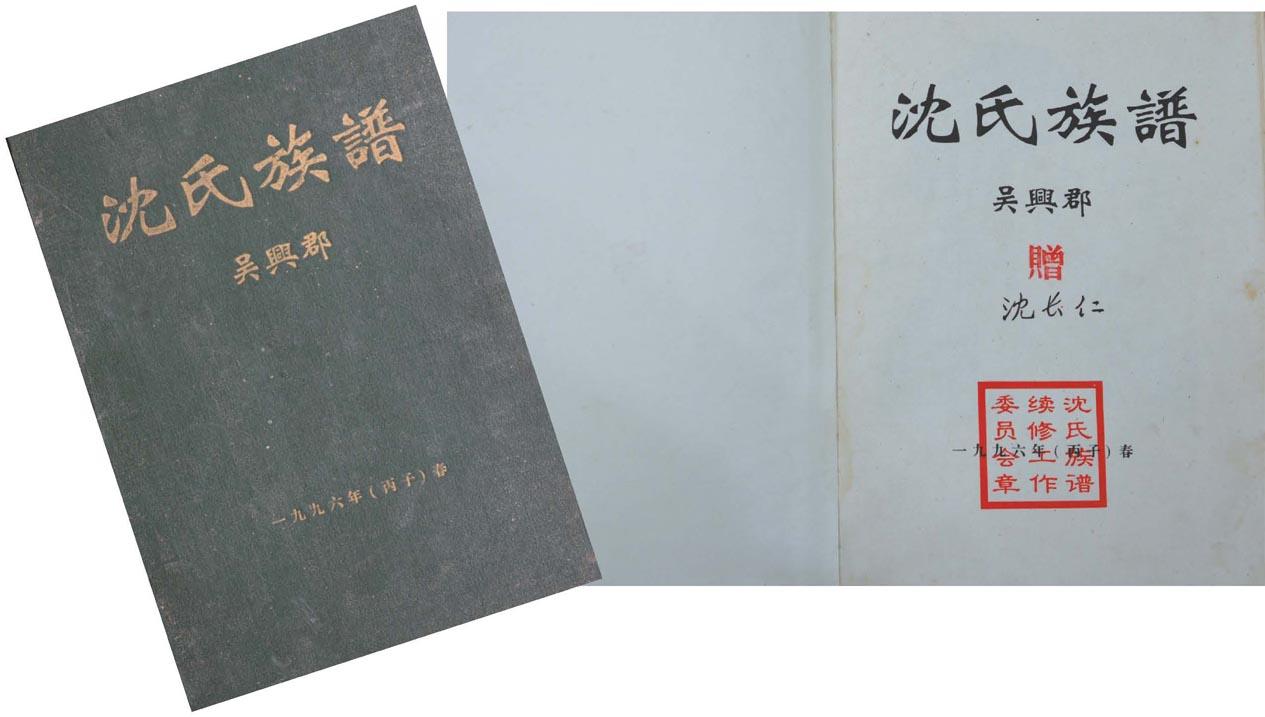 沈氏族譜
吴興郡
一九九六年(丙子)春
沈氏族譜
吴興郡
贈
沈长仁
沈氏族谱
续修工作
委员会章
一九九六年(丙子)春